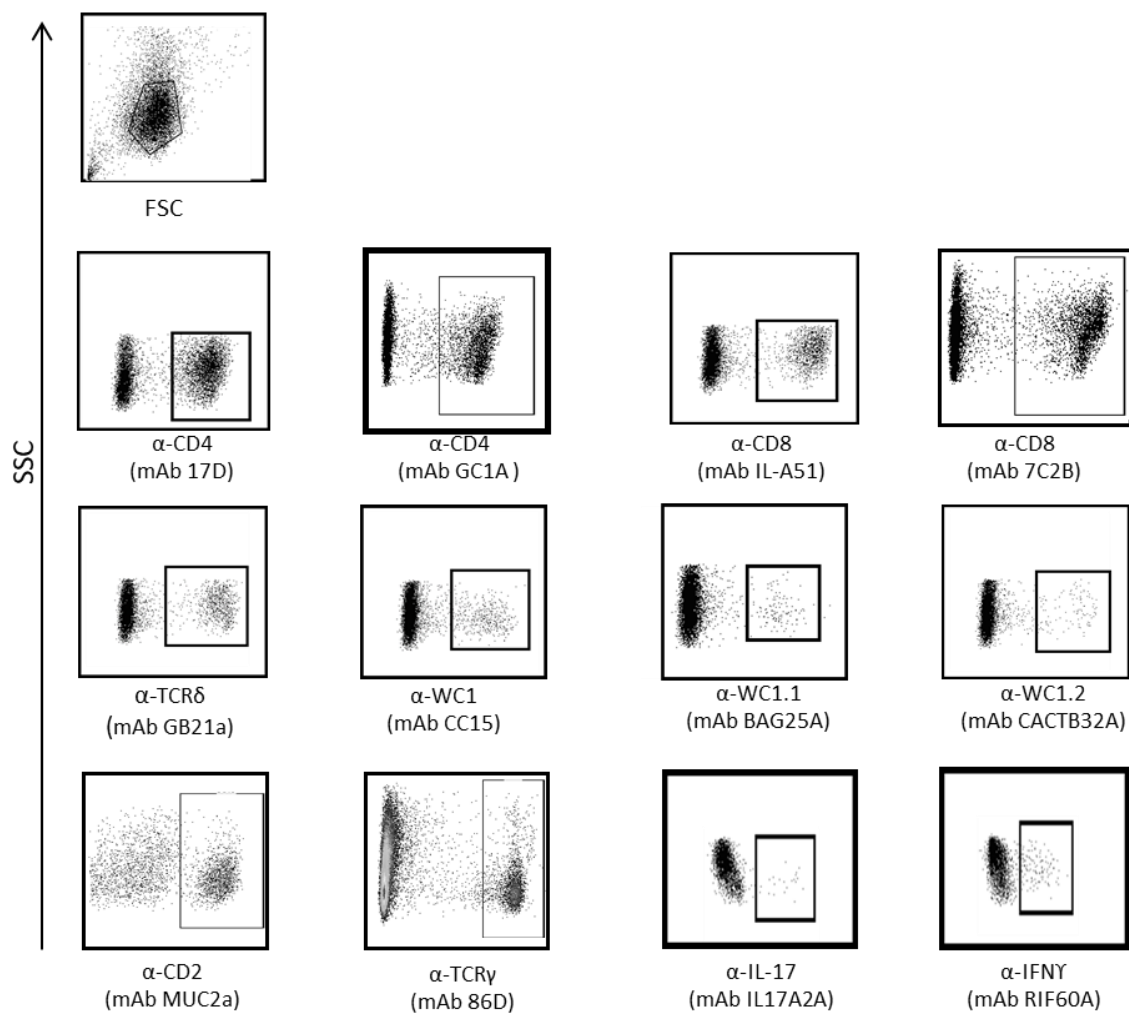 SSC
FSC
α-CD4
(mAb 17D)
α-CD4
(mAb GC1A )
α-CD8
(mAb IL-A51)
α-CD8
(mAb 7C2B)
α-TCRδ
(mAb GB21a)
α-WC1
(mAb CC15)
α-WC1.1
(mAb BAG25A)
α-WC1.2
(mAb CACTB32A)
α-CD2
(mAb MUC2a)
α-TCRγ
(mAb 86D)
α-IL-17
(mAb IL17A2A)
α-IFNϒ
(mAb RIF60A)